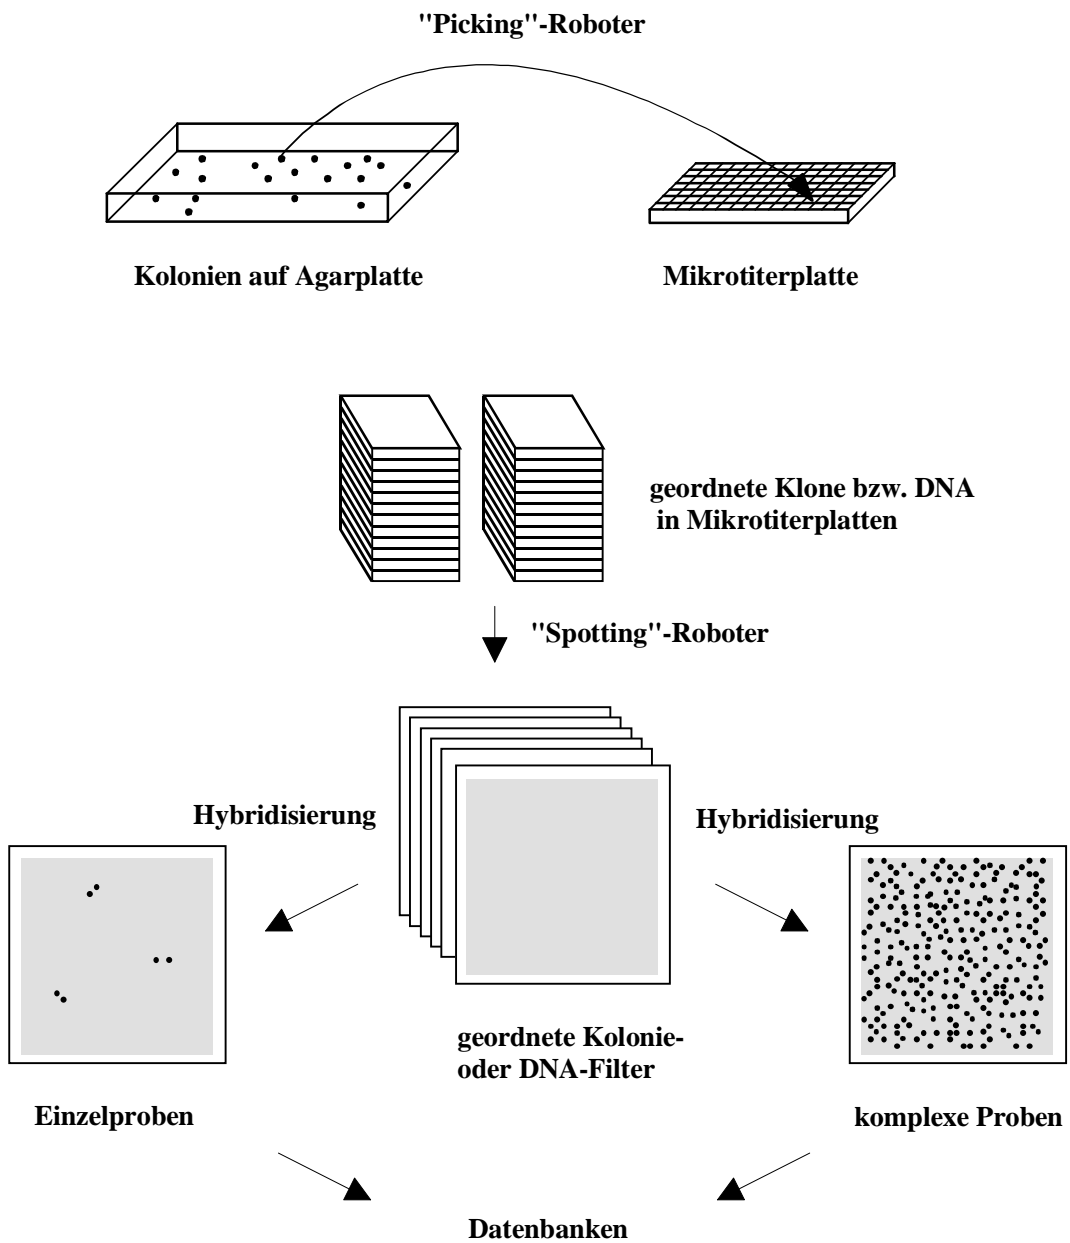 "Picking"-Roboter
Kolonien auf Agarplatte
Mikrotiterplatte
geordnete Klone bzw. DNA
in Mikrotiterplatten
"Spotting"-Roboter
Hybridisierung
Hybridisierung
geordnete Kolonie-
oder DNA-Filter
Einzelproben
komplexe Proben
Datenbanken